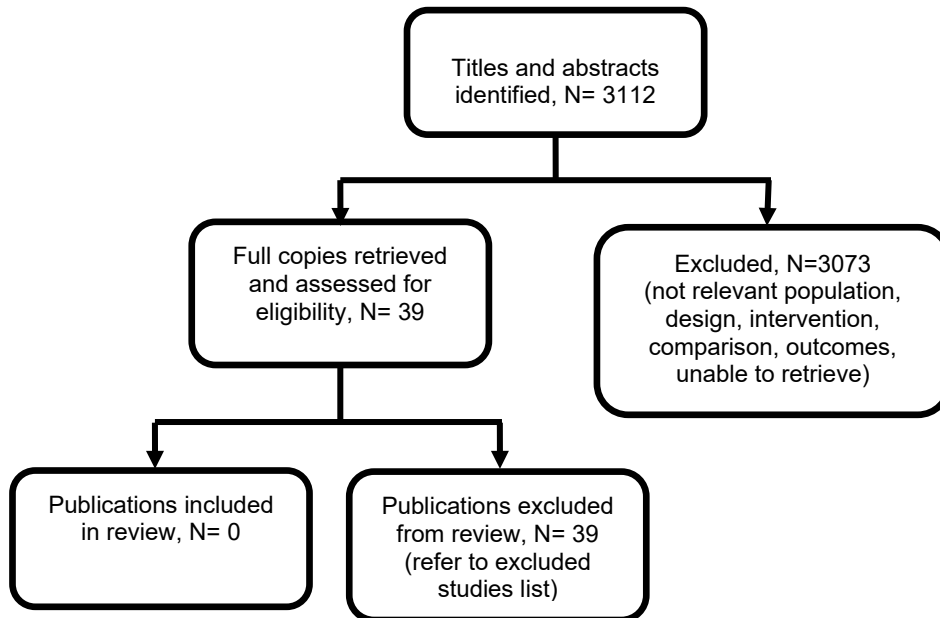 Titles and abstracts
identified, N= 3112
Full copies retrieved
and assessed for
eligibility, N= 39
Excluded, N=3073
(not relevant population,
design, intervention,
comparison, outcomes,
unable to retrieve)
Publications included
in review, N= 0
Publications excluded
from review, N= 39
(refer to excluded
studies list)